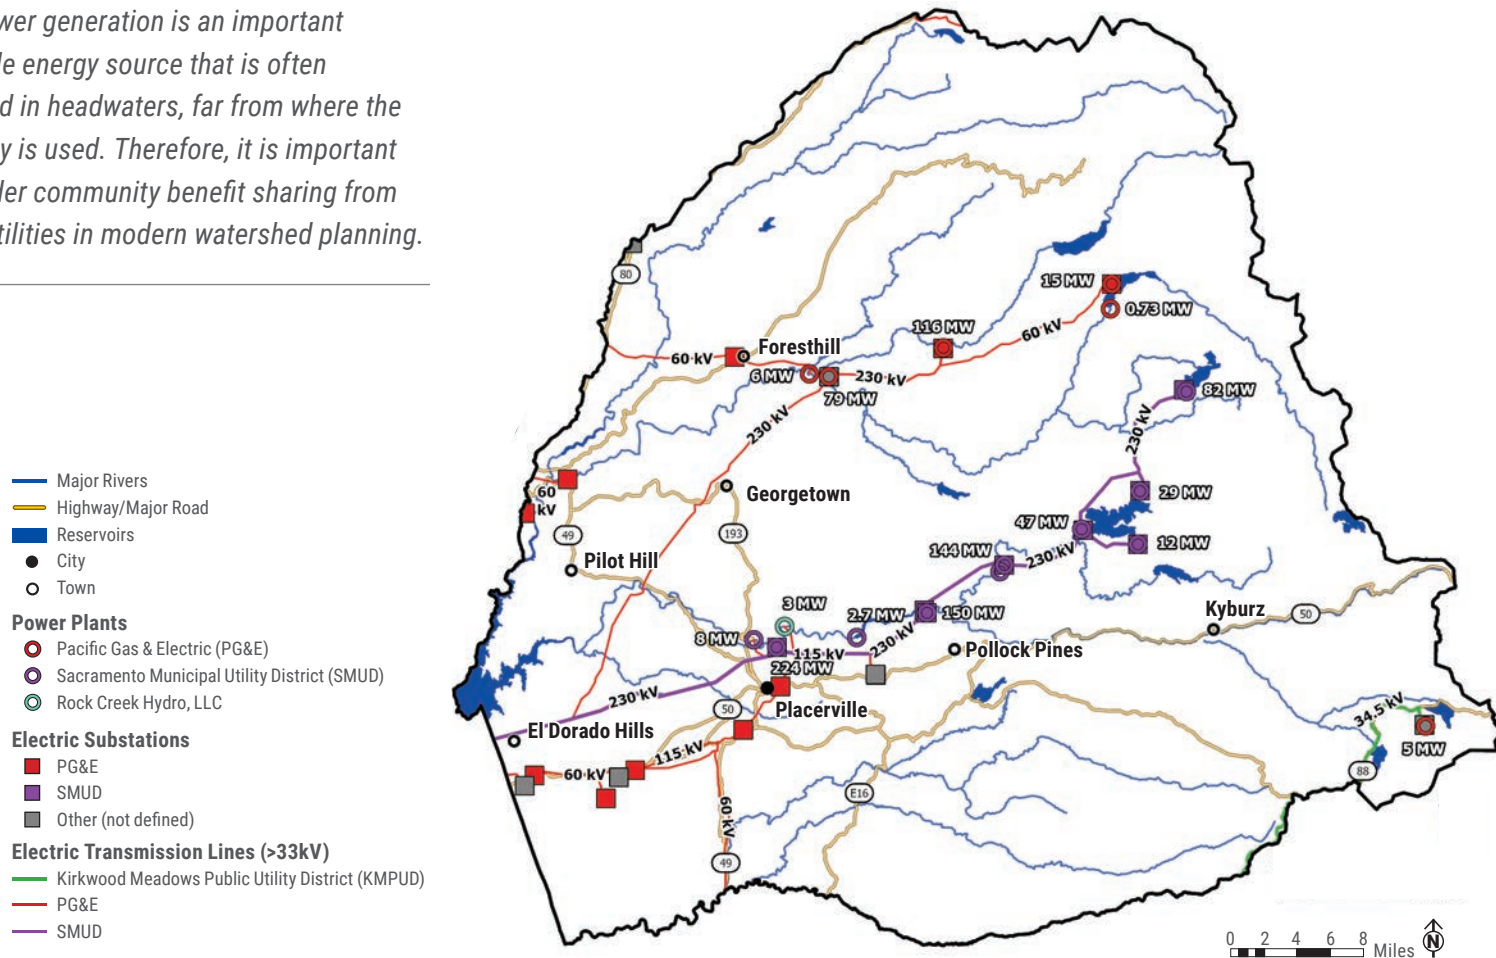 wer generation is an important
le energy source that is often
d in headwaters, far from where the
y is used. Therefore, it is important
der community benefit sharing from
tilities in modern watershed planning.
Major Rivers
Highway/Major Road
Reservoirs
City
Town
Power Plants
Pacific Gas & Electric (PG&E)
Sacramento Municipal Utility District (SMUD)
Rock Creek Hydro, LLC
Electric Substations
PG&E
SMUD
Other (not defined)
Electric Transmission Lines (>33kV)
Kirkwood Meadows Public Utility District (KMPUD)
PG&E
SMUD
80
15 MW
0.73 MW
116 MW
60 kV
Foresthill
60 kV
6 MW
230 kV
79 MW
82 MW
230 kV
230 kV
60
kV
Georgetown
29 MW
49
193
47 MW
12 MW
144 MW
230 kV
Pilot Hill
3 MW
2.7 MW
150 MW
Kyburz
50
8 MW
115 kV
230 kV
Pollock Pines
224 MW
230 kV
50
Placerville
34.5 kV
5 MW
El Dorado Hills
115 kV
60 kV
88
E16
60 kV
49
0 2 4 6 8
Miles
N